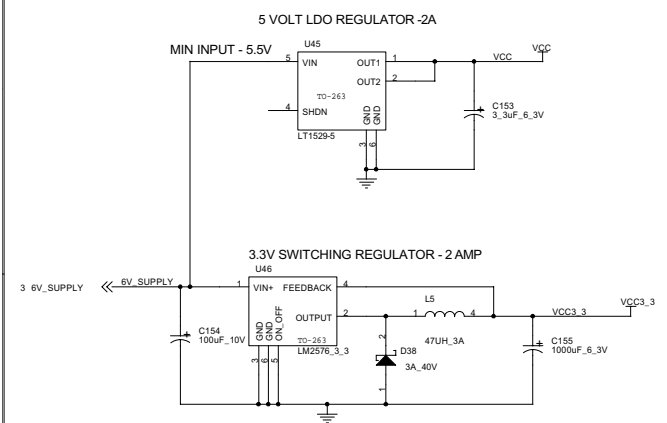 5 VOLT LDO REGULATOR -2A
MIN INPUT - 5.5V
U45
5
VIN
OUT1
1
VCC
VCC
OUT2
2
TO-263
4
SHDN
GND
GND
C153
3_3uF_6_3V
LT1529-5
3
6
3.3V SWITCHING REGULATOR - 2 AMP
U46
3 6V_SUPPLY
6V_SUPPLY
1
VIN+
FEEDBACK
4
L5
OUTPUT
2
1
4
VCC3_3
VCC3_3
C154
100uF_10V
GND
GND
ON_OFF
TO-263
LM2576_3_3
47UH_3A
3
6
5
2
D38
3A_40V
1
C155
1000uF_6_3V